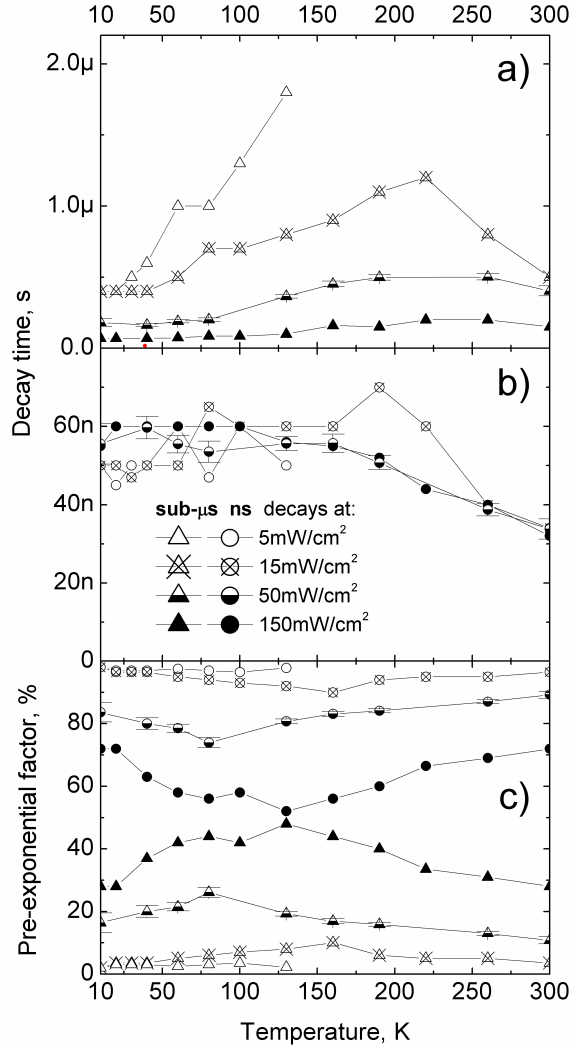 10 50 100 150 200 250 300
a)
2.0μ
1.0μ
0.0
Decay time, s
b)
60n
40n
20n
0
sub-μs ns decays at:
5mW/cm²
15mW/cm²
50mW/cm²
150mW/cm²
Pre-exponential factor, %
80
60
40
20
0
c)
10 50 100 150 200 250 300
Temperature, K